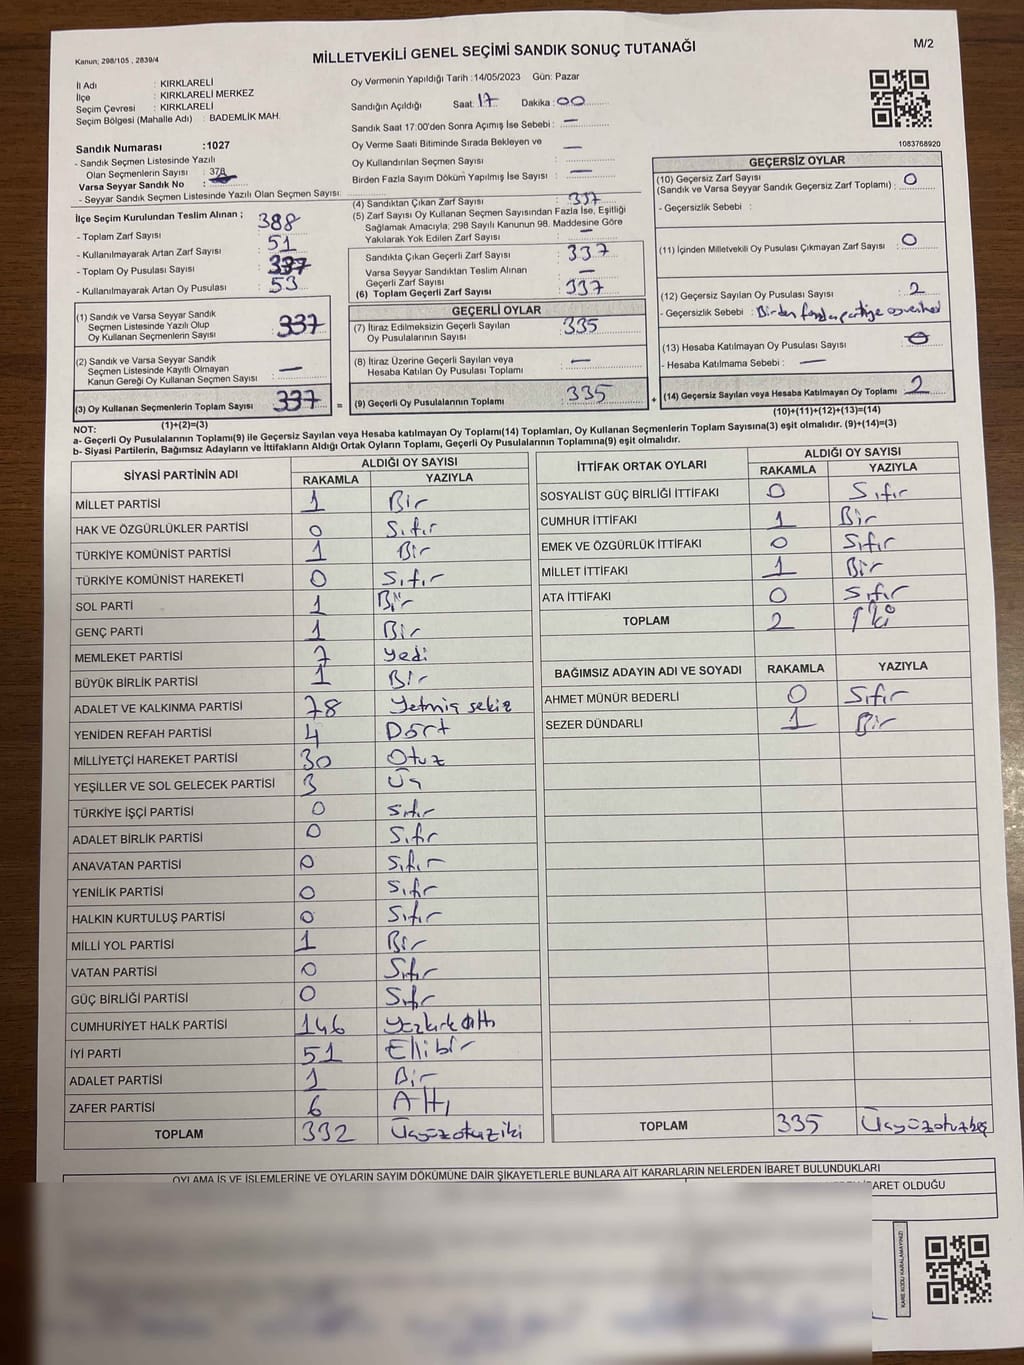 Kanun; 298/105 , 2839/4
MİLLETVEKİLİ GENEL SEÇİMİ SANDIK SONUÇ TUTANAĞI
M/2
İl Adı : KIRKLARELİ
İlçe : KIRKLARELİ MERKEZ
Seçim Çevresi : KIRKLARELİ
Seçim Bölgesi (Mahalle Adı) : BADEMLİK MAH.
Sandık Numarası :1027
- Sandık Seçmen Listesinde Yazılı
Olan Seçmenlerin Sayısı : 378
Varsa Seyyar Sandık No :
- Seyyar Sandık Seçmen Listesinde Yazılı Olan Seçmen Sayısı:
Oy Vermenin Yapıldığı Tarih :14/05/2023 Gün: Pazar
Sandığın Açıldığı Saat: 17 Dakika : 00
Sandık Saat 17:00'den Sonra Açımış İse Sebebi : —
Oy Verme Saati Bitiminde Sırada Bekleyen ve
Oy Kullandırılan Seçmen Sayısı : —
Birden Fazla Sayım Döküm Yapılmış İse Sayısı : —
1083768920
İlçe Seçim Kurulundan Teslim Alınan ;
- Toplam Zarf Sayısı : 388
- Kullanılmayarak Artan Zarf Sayısı : 51
- Toplam Oy Pusulası Sayısı :
- Kullanılmayarak Artan Oy Pusulası : 53
(4) Sandıktan Çıkan Zarf Sayısı : 337
(5) Zarf Sayısı Oy Kullanan Seçmen Sayısından Fazla İse, Eşitliği
Sağlamak Amacıyla; 298 Sayılı Kanunun 98. Maddesine Göre
Yakılarak Yok Edilen Zarf Sayısı : —
Sandıkta Çıkan Geçerli Zarf Sayısı : 337
Varsa Seyyar Sandıktan Teslim Alınan
Geçerli Zarf Sayısı : —
(6) Toplam Geçerli Zarf Sayısı : 337
GEÇERSİZ OYLAR
(10) Geçersiz Zarf Sayısı : 0
(Sandık ve Varsa Seyyar Sandık Geçersiz Zarf Toplamı)
- Geçersizlik Sebebi :
(11) İçinden Milletvekili Oy Pusulası Çıkmayan Zarf Sayısı : 0
(12) Geçersiz Sayılan Oy Pusulası Sayısı : 2
- Geçersizlik Sebebi : Birden fazla partiye
(13) Hesaba Katılmayan Oy Pusulası Sayısı : 0
- Hesaba Katılmama Sebebi : —
(14) Geçersiz Sayılan veya Hesaba Katılmayan Oy Toplamı : 2
(10)+(11)+(12)+(13)=(14)
(1) Sandık ve Varsa Seyyar Sandık
Seçmen Listesinde Yazılı Olup
Oy Kullanan Seçmenlerin Sayısı : 337
(2) Sandık ve Varsa Seyyar Sandık
Seçmen Listesinde Kayıtlı Olmayan
Kanun Gereği Oy Kullanan Seçmen Sayısı : —
(3) Oy Kullanan Seçmenlerin Toplam Sayısı : 337 =
(1)+(2)=(3)
GEÇERLİ OYLAR
(7) İtiraz Edilmeksizin Geçerli Sayılan
Oy Pusulalarının Sayısı : 335
(8) İtiraz Üzerine Geçerli Sayılan veya
Hesaba Katılan Oy Pusulası Toplamı : —
(9) Geçerli Oy Pusulalarının Toplamı : 335 +
NOT:
a- Geçerli Oy Pusulalarının Toplamı(9) ile Geçersiz Sayılan veya Hesaba katılmayan Oy Toplamı(14) Toplamları, Oy Kullanan Seçmenlerin Toplam Sayısına(3) eşit olmalıdır. (9)+(14)=(3)
b- Siyasi Partilerin, Bağımsız Adayların ve İttifakların Aldığı Ortak Oyların Toplamı, Geçerli Oy Pusulalarının Toplamına(9) eşit olmalıdır.
SİYASİ PARTİNİN ADI ALDIĞI OY SAYISI
RAKAMLA YAZIYLA
MİLLET PARTİSİ 1 Bir
HAK VE ÖZGÜRLÜKLER PARTİSİ 0 Sıfır
TÜRKİYE KOMÜNİST PARTİSİ 1 Bir
TÜRKİYE KOMÜNİST HAREKETİ 0 Sıfır
SOL PARTİ 1 Bir
GENÇ PARTİ 1 Bir
MEMLEKET PARTİSİ 7 Yedi
BÜYÜK BİRLİK PARTİSİ 1 Bir
ADALET VE KALKINMA PARTİSİ 78 Yetmiş sekiz
YENİDEN REFAH PARTİSİ 4 Dört
MİLLİYETÇİ HAREKET PARTİSİ 30 Otuz
YEŞİLLER VE SOL GELECEK PARTİSİ 3 Üç
TÜRKİYE İŞÇİ PARTİSİ 0 Sıfır
ADALET BİRLİK PARTİSİ 0 Sıfır
ANAVATAN PARTİSİ 0 Sıfır
YENİLİK PARTİSİ 0 Sıfır
HALKIN KURTULUŞ PARTİSİ 0 Sıfır
MİLLİ YOL PARTİSİ 1 Bir
VATAN PARTİSİ 0 Sıfır
GÜÇ BİRLİĞİ PARTİSİ 0 Sıfır
CUMHURİYET HALK PARTİSİ 146 Yüzkırkaltı
İYİ PARTİ 51 Ellibir
ADALET PARTİSİ 1 Bir
ZAFER PARTİSİ 6 Altı
TOPLAM 332 Üçyüzotuziki
İTTİFAK ORTAK OYLARI ALDIĞI OY SAYISI
RAKAMLA YAZIYLA
SOSYALİST GÜÇ BİRLİĞİ İTTİFAKI 0 Sıfır
CUMHUR İTTİFAKI 1 Bir
EMEK VE ÖZGÜRLÜK İTTİFAKI 0 Sıfır
MİLLET İTTİFAKI 1 Bir
ATA İTTİFAKI 0 Sıfır
TOPLAM 2 İki
BAĞIMSIZ ADAYIN ADI VE SOYADI RAKAMLA YAZIYLA
AHMET MÜNÜR BEDERLİ 0 Sıfır
SEZER DÜNDARLI 1 Bir
TOPLAM 335 Üçyüzotuzbeş
OYLAMA İŞ VE İŞLEMLERİNE VE OYLARIN SAYIM DÖKÜMÜNE DAİR ŞİKAYETLERLE BUNLARA AİT KARARLARIN NELERDEN İBARET BULUNDUKLARI
İBARET OLDUĞU
KARE KODU KARALAMAYINIZ!